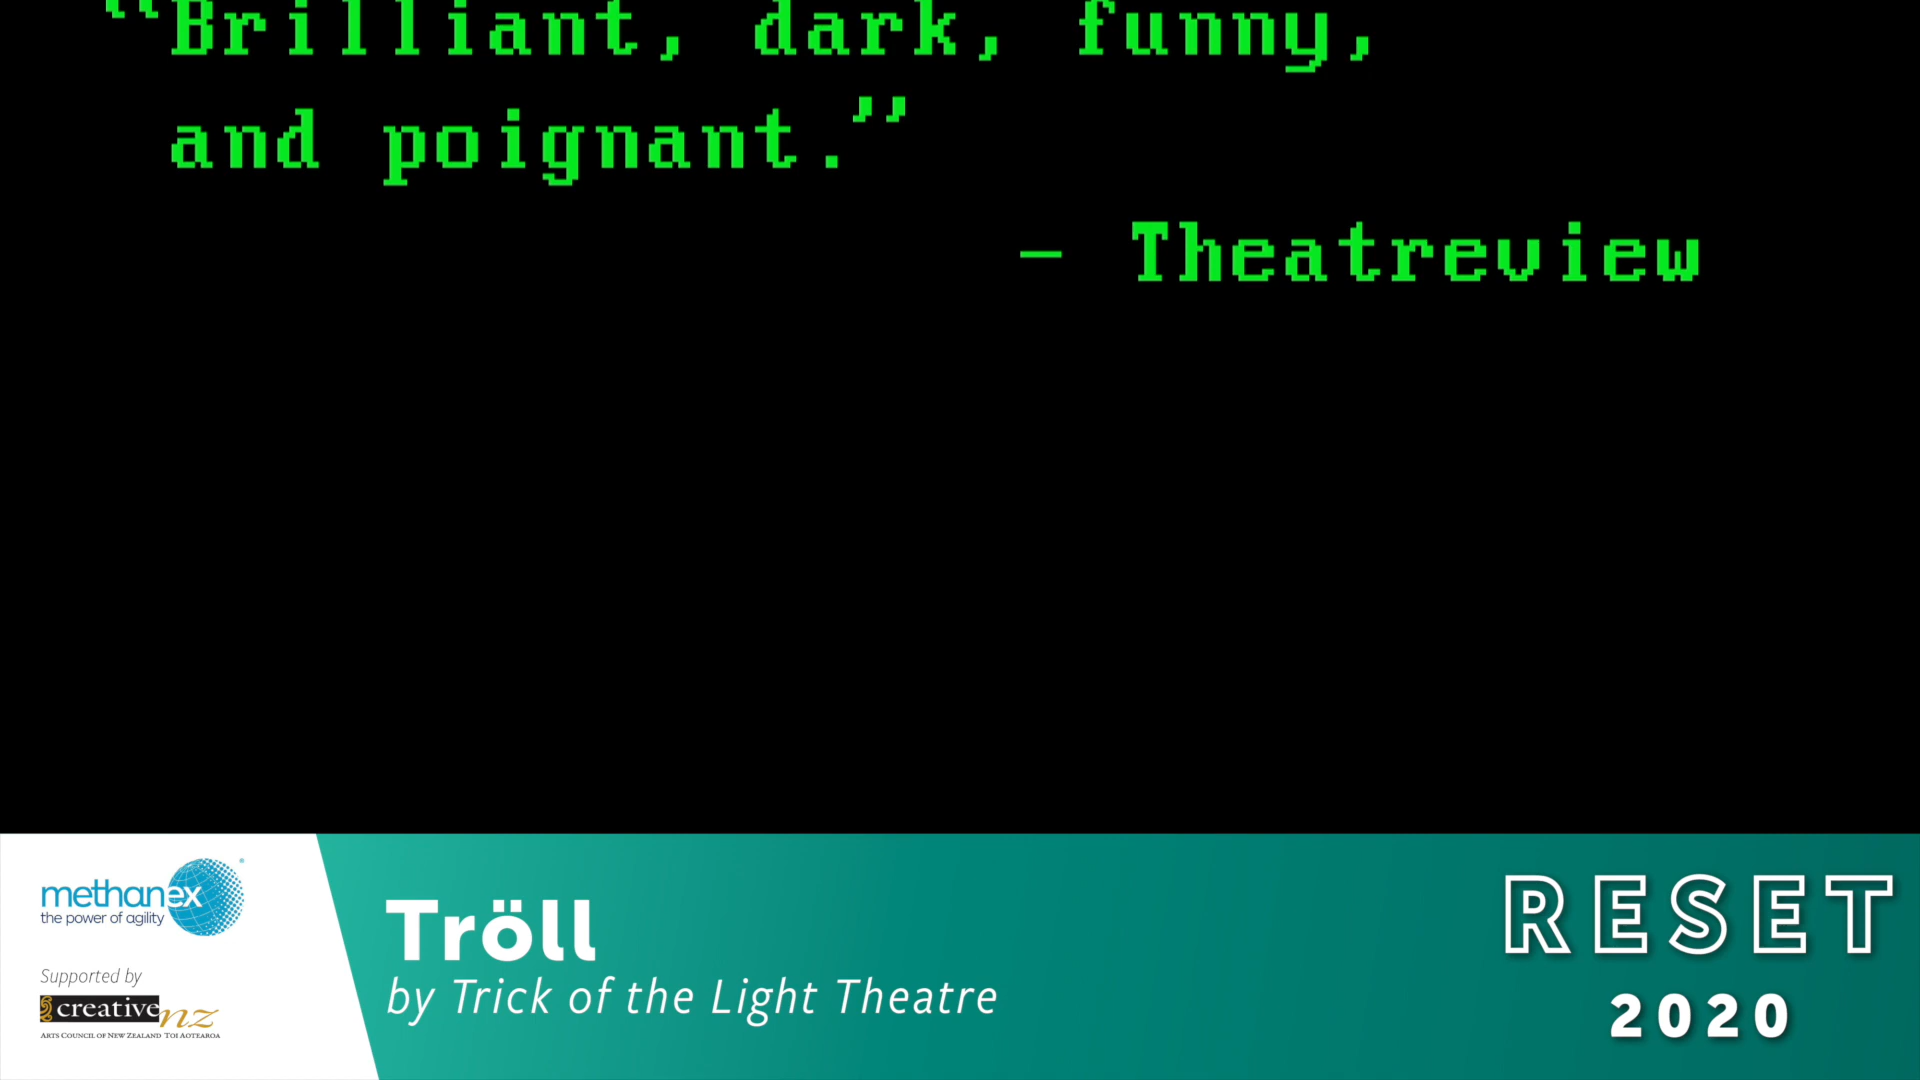 “Brilliant, dark, funny,
and poignant.”
– Theatreview
methanex
the power of agility
Supported by
creative nz
ARTS COUNCIL OF NEW ZEALAND TOI AOTEAROA
Tröll
by Trick of the Light Theatre
RESET
2020